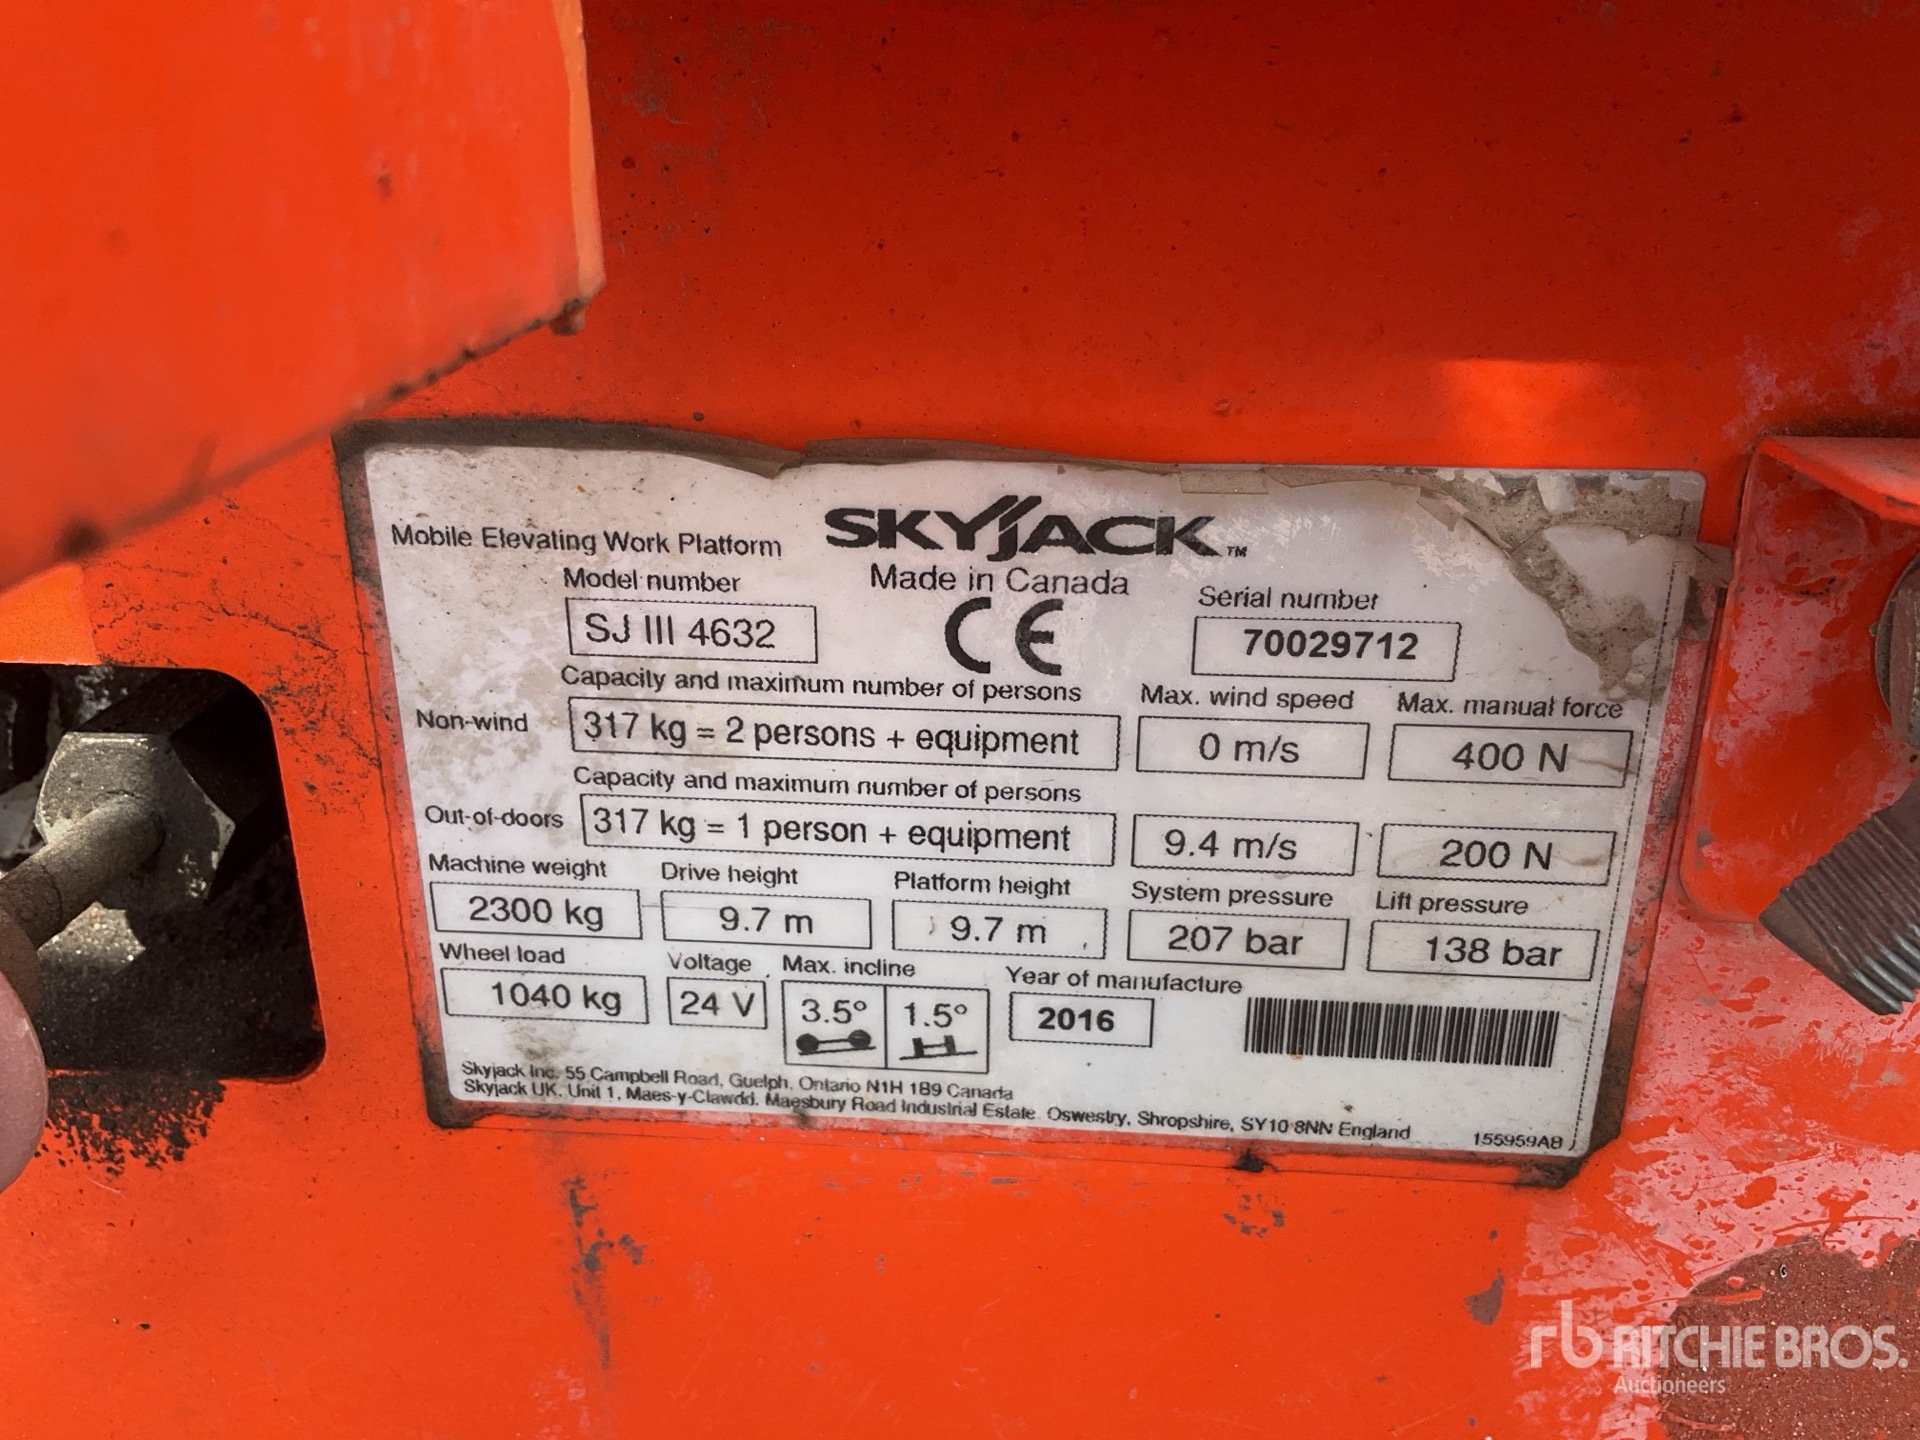 SKYJACK™
Mobile Elevating Work Platform
Made in Canada
Model number
SJ III 4632
CE
Serial number
70029712
Capacity and maximum number of persons
Max. wind speed
Max. manual force
Non-wind
317 kg = 2 persons + equipment
0 m/s
400 N
Capacity and maximum number of persons
Out-of-doors
317 kg = 1 person + equipment
9.4 m/s
200 N
Machine weight
Drive height
Platform height
System pressure
Lift pressure
2300 kg
9.7 m
9.7 m
207 bar
138 bar
Wheel load
Voltage
Max. incline
Year of manufacture
1040 kg
24 V
3.5°
1.5°
2016
Skyjack Inc. 55 Campbell Road, Guelph, Ontario N1H 1B9 Canada
Skyjack UK, Unit 1, Maes-y-Clawdd, Maesbury Road Industrial Estate Oswestry, Shropshire, SY10 8NN England
155959AB
rb RITCHIE BROS.
Auctioneers